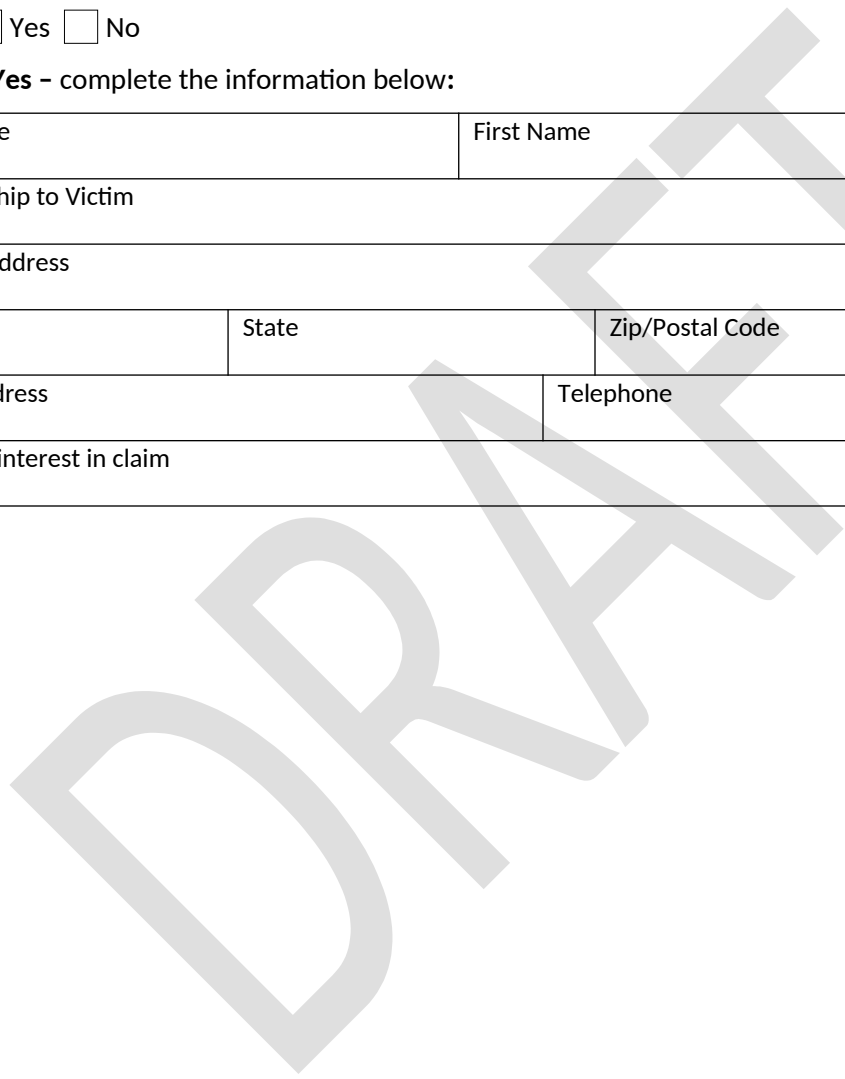 Yes No
Yes – complete the information below:
e First Name
hip to Victim
ddress
State Zip/Postal Code
dress Telephone
interest in claim
DRAFT